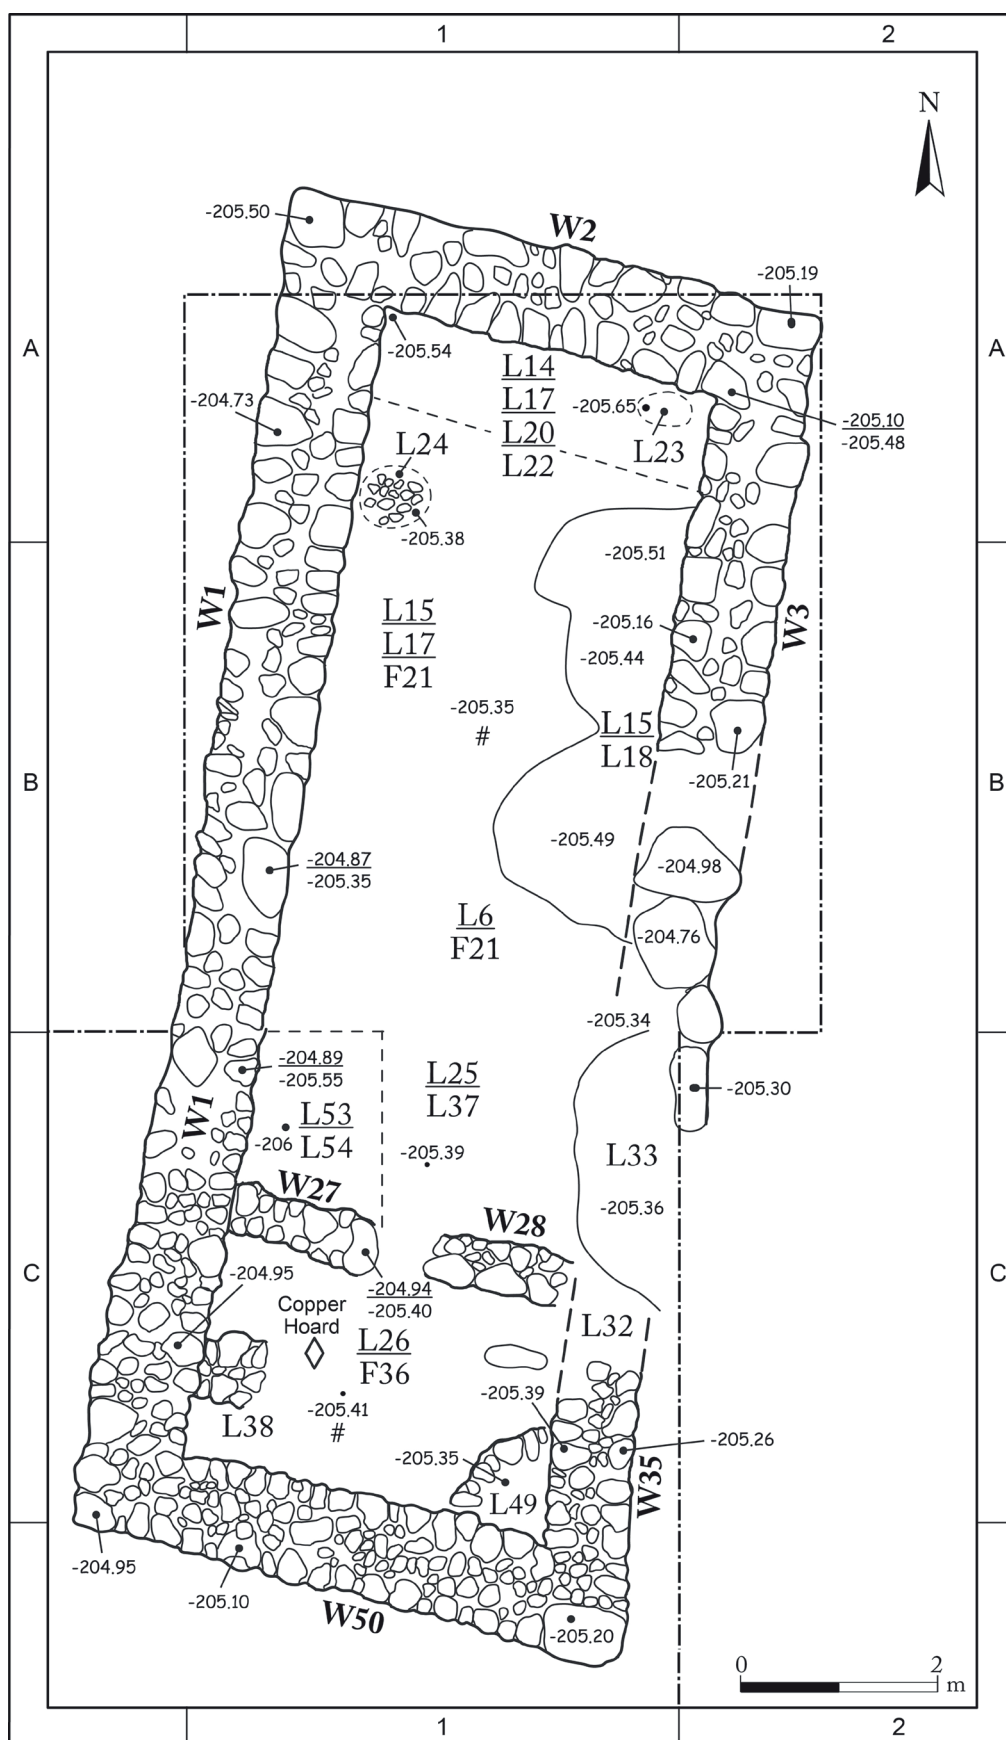 1
2
N
-205.50
W2
-205.19
A
A
-205.54
L14
L17
L20
L22
-204.73
-205.65
L23
-205.10
-205.48
L24
-205.38
-205.51
W1
L15
L17
F21
-205.16
-205.44
W3
-205.35
#
L15
L18
-205.21
B
B
-205.49
-204.98
-204.87
-205.35
L6
F21
-204.76
-205.34
-204.89
-205.55
L25
L37
-205.30
W1
L53
L54
-206
-205.39
L33
W27
-205.36
W28
C
C
-204.95
-204.94
-205.40
Copper
Hoard
L26
F36
L32
-205.39
-205.41
#
L38
-205.26
-205.35
W35
L49
-204.95
-205.10
W50
-205.20
0
2
m
1
2